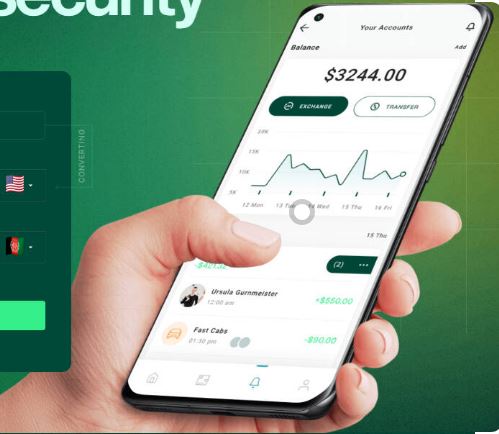 security
Your Accounts
Balance
Add
$3244.00
EXCHANGE
TRANSFER
20K
15K
10K
5K
12 Mon 13 Tue 14 Wed 15 Thu 16 Fri
CONVERTING
15 Thu
(2) •••
Ursula Gurnmeister
12:00 am
+$550.00
Fast Cabs
01:50 pm
-$90.00